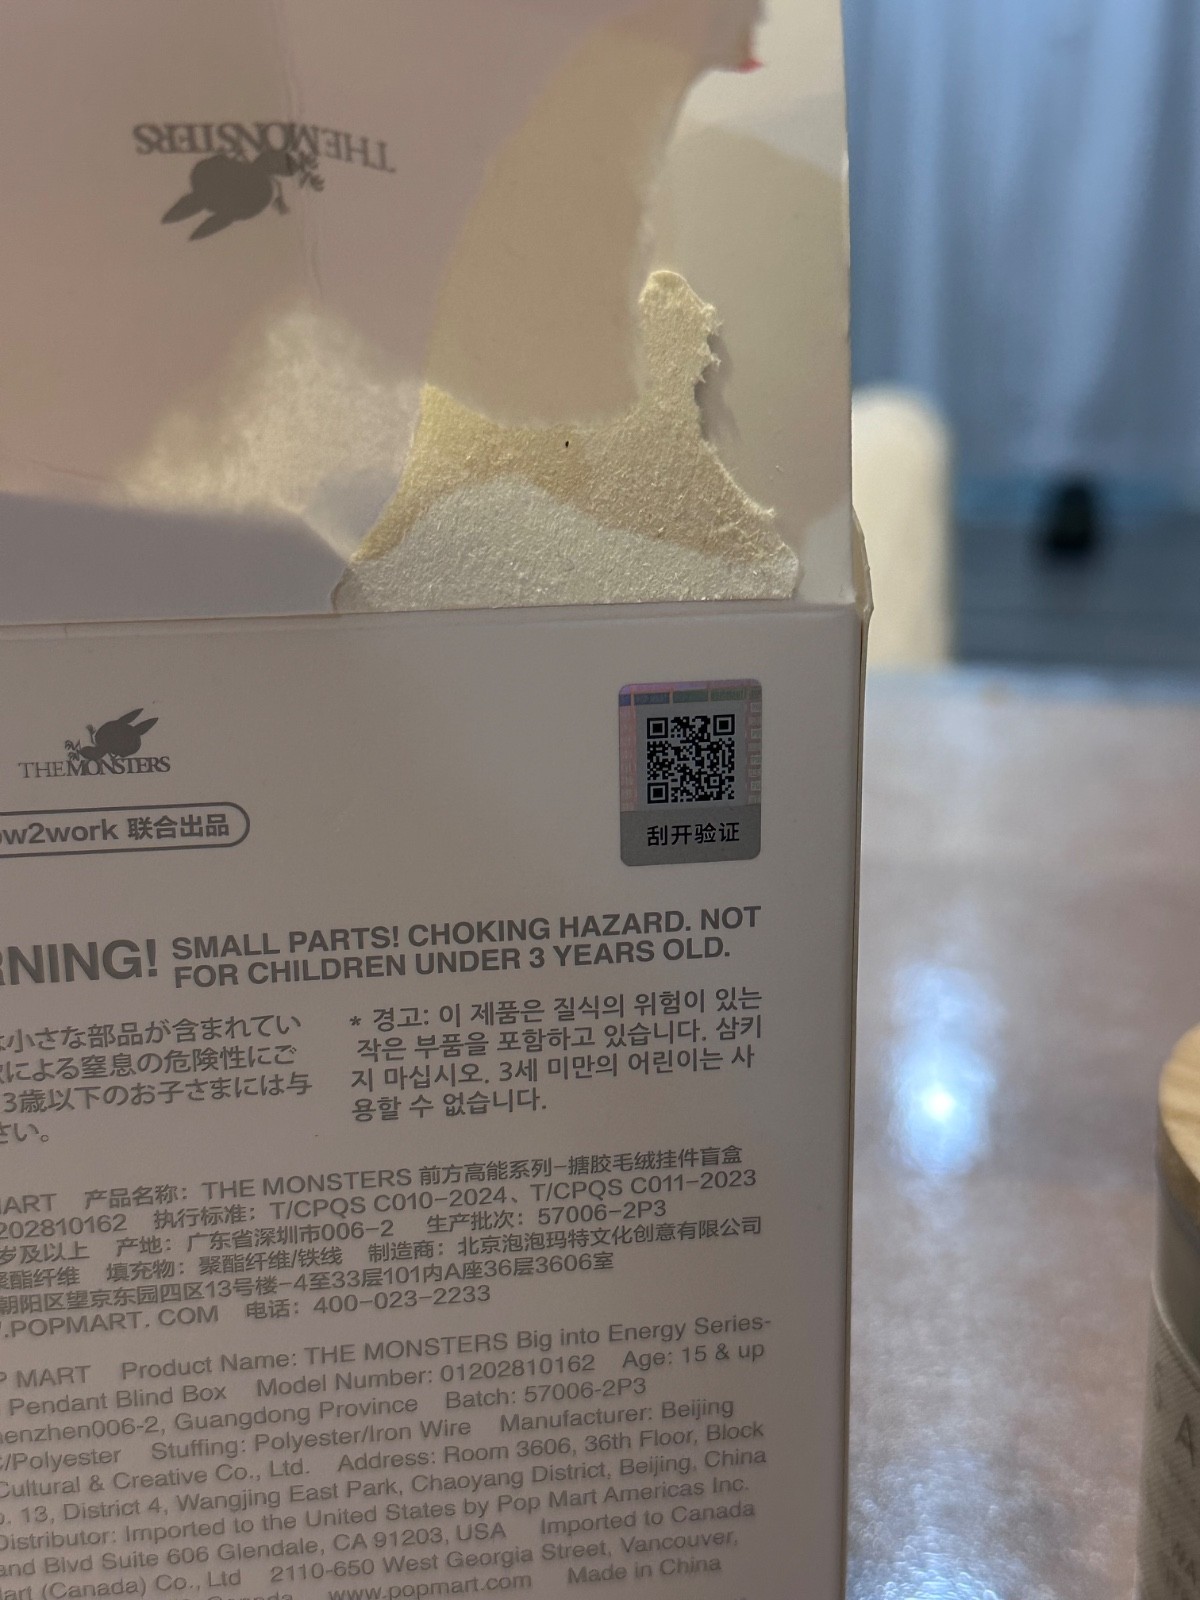 THE MONSTERS
THE MONSTERS
联合出品
刮开验证
SMALL PARTS! CHOKING HAZARD. NOT
FOR CHILDREN UNDER 3 YEARS OLD.
小さな部品が含まれてい
による窒息の危険性にご
3歳以下のお子さまには与
* 경고: 이 제품은 질식의 위험이 있는
작은 부품을 포함하고 있습니다. 삼키
지 마십시오. 3세 미만의 어린이는 사
용할 수 없습니다.
产品名称: THE MONSTERS 前方高能系列-搪胶毛绒挂件盲盒
202810162 执行标准: T/CPQS C010-2024、T/CPQS C011-2023
岁及以上 产地: 广东省深圳市006-2 生产批次: 57006-2P3
聚酯纤维 填充物: 聚酯纤维/铁线 制造商: 北京泡泡玛特文化创意有限公司
朝阳区望京东园四区13号楼-4至33层101内A座36层3606室
.POPMART.COM 电话: 400-023-2233
MART Product Name: THE MONSTERS Big into Energy Series-
Pendant Blind Box Model Number: 01202810162 Age: 15 & up
006-2, Guangdong Province Batch: 57006-2P3
/Polyester Stuffing: Polyester/Iron Wire Manufacturer: Beijing
Cultural & Creative Co., Ltd. Address: Room 3606, 36th Floor, Block
13, District 4, Wangjing East Park, Chaoyang District, Beijing, China
Distributor: Imported to the United States by Pop Mart Americas Inc.
Blvd Suite 606 Glendale, CA 91203, USA Imported to Canada
(Canada) Co., Ltd 2110-650 West Georgia Street, Vancouver,
www.popmart.com Made in China